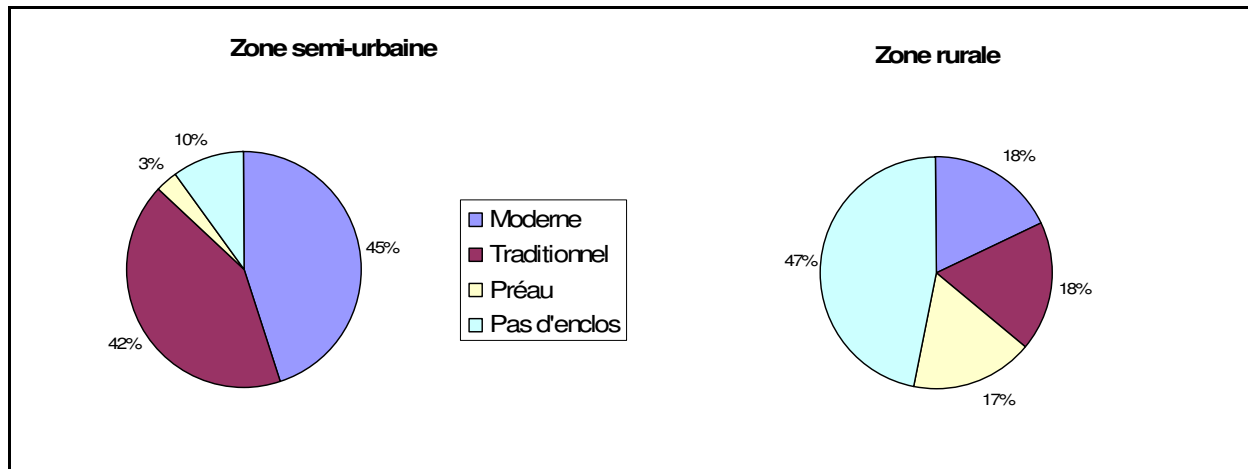 Zone semi-urbaine
10%
3%
45%
42%
Moderne
Traditionnel
Préau
Pas d'enclos
Zone rurale
18%
47%
18%
17%